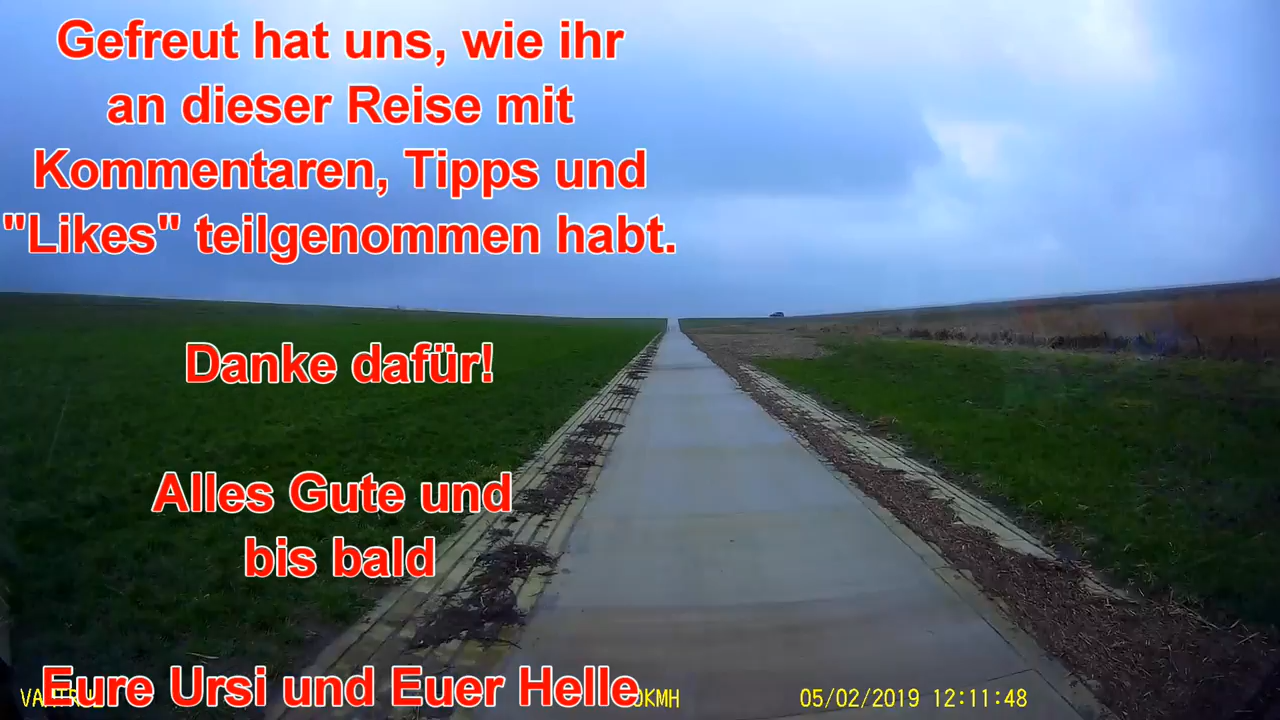 Gefreut hat uns, wie ihr
an dieser Reise mit
Kommentaren, Tipps und
"Likes" teilgenommen habt.
Danke dafür!
Alles Gute und
bis bald
Eure Ursi und Euer Helle
05/02/2019 12:11:48